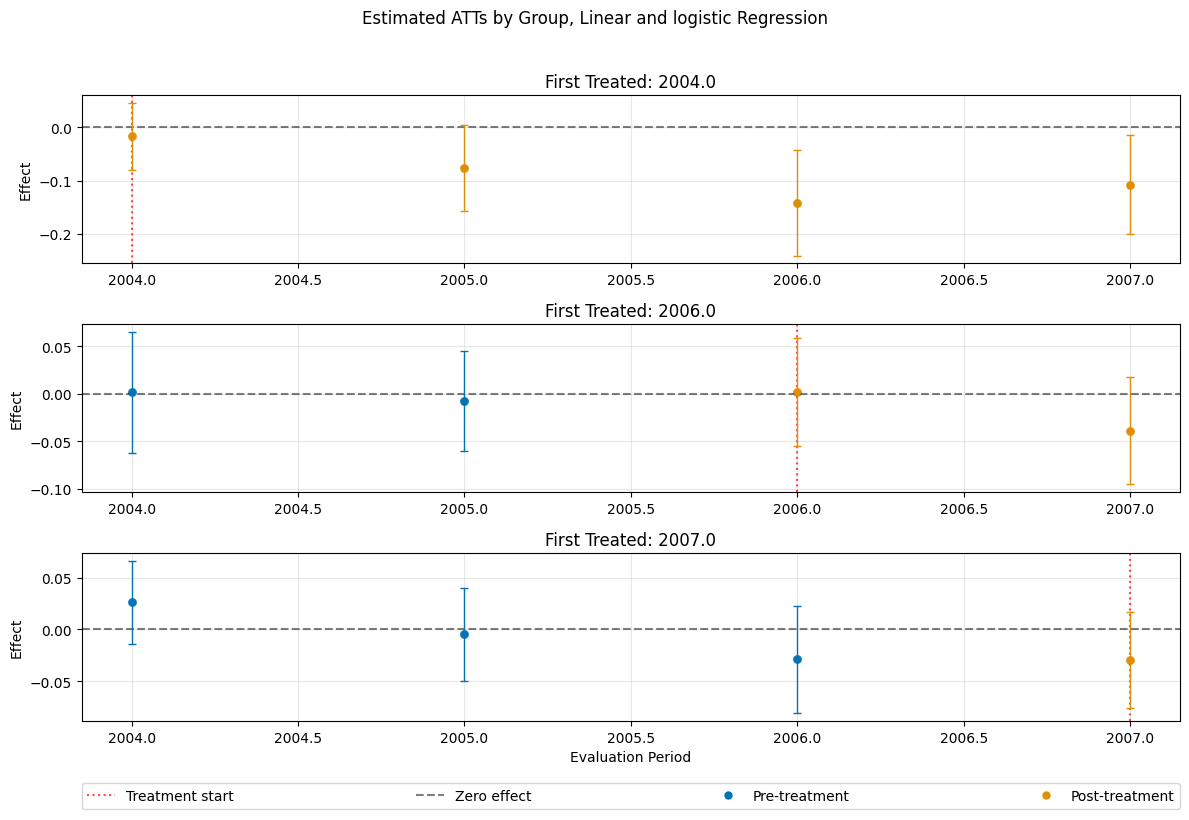 Estimated ATTs by Group, Linear and logistic Regression
First Treated: 2004.0
Effect
0.0
−0.1
−0.2
2004.0 2004.5 2005.0 2005.5 2006.0 2006.5 2007.0
First Treated: 2006.0
Effect
0.05
0.00
−0.05
−0.10
2004.0 2004.5 2005.0 2005.5 2006.0 2006.5 2007.0
First Treated: 2007.0
Effect
0.05
0.00
−0.05
2004.0 2004.5 2005.0 2005.5 2006.0 2006.5 2007.0
Evaluation Period
Treatment start Zero effect Pre-treatment Post-treatment